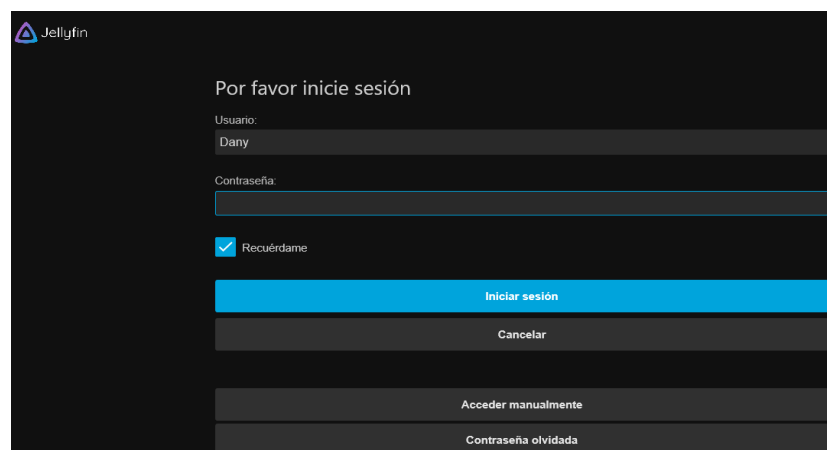 Jellyfin
Por favor inicie sesión
Usuario:
Dany
Contraseña:
Recuérdame
Iniciar sesión
Cancelar
Acceder manualmente
Contraseña olvidada